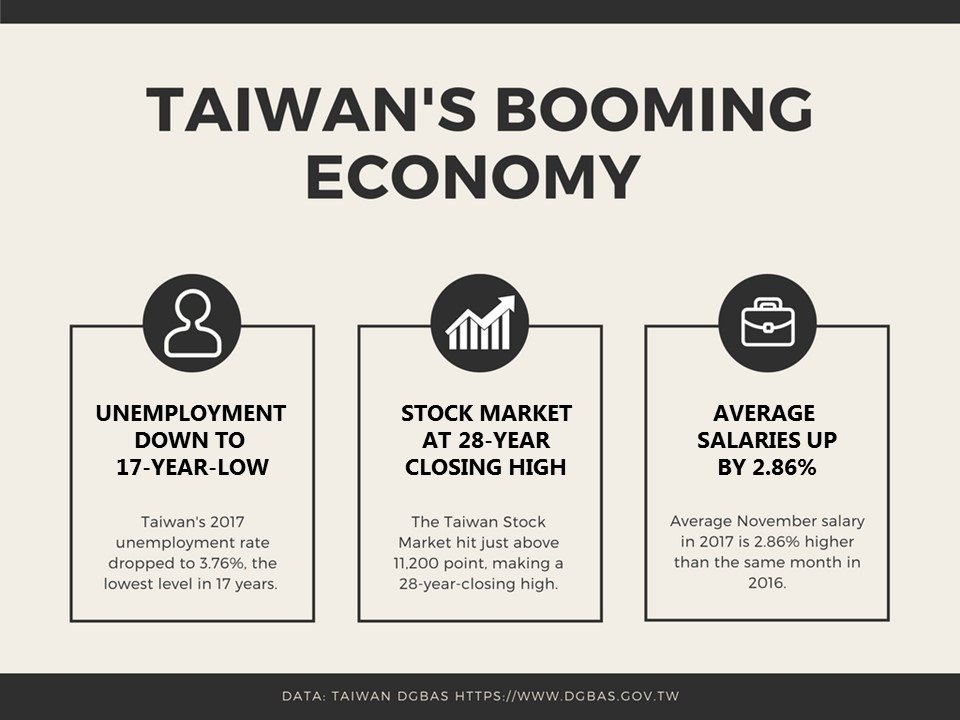 TAIWAN'S BOOMING
ECONOMY
UNEMPLOYMENT
DOWN TO
17-YEAR-LOW
Taiwan's 2017
unemployment rate
dropped to 3.76%, the
lowest level in 17 years.
STOCK MARKET
AT 28-YEAR
CLOSING HIGH
The Taiwan Stock
Market hit just above
11,200 point, making a
28-year-closing high.
AVERAGE
SALARIES UP
BY 2.86%
Average November salary
in 2017 is 2.86% higher
than the same month in
2016.
DATA: TAIWAN DGBAS HTTPS://WWW.DGBAS.GOV.TW